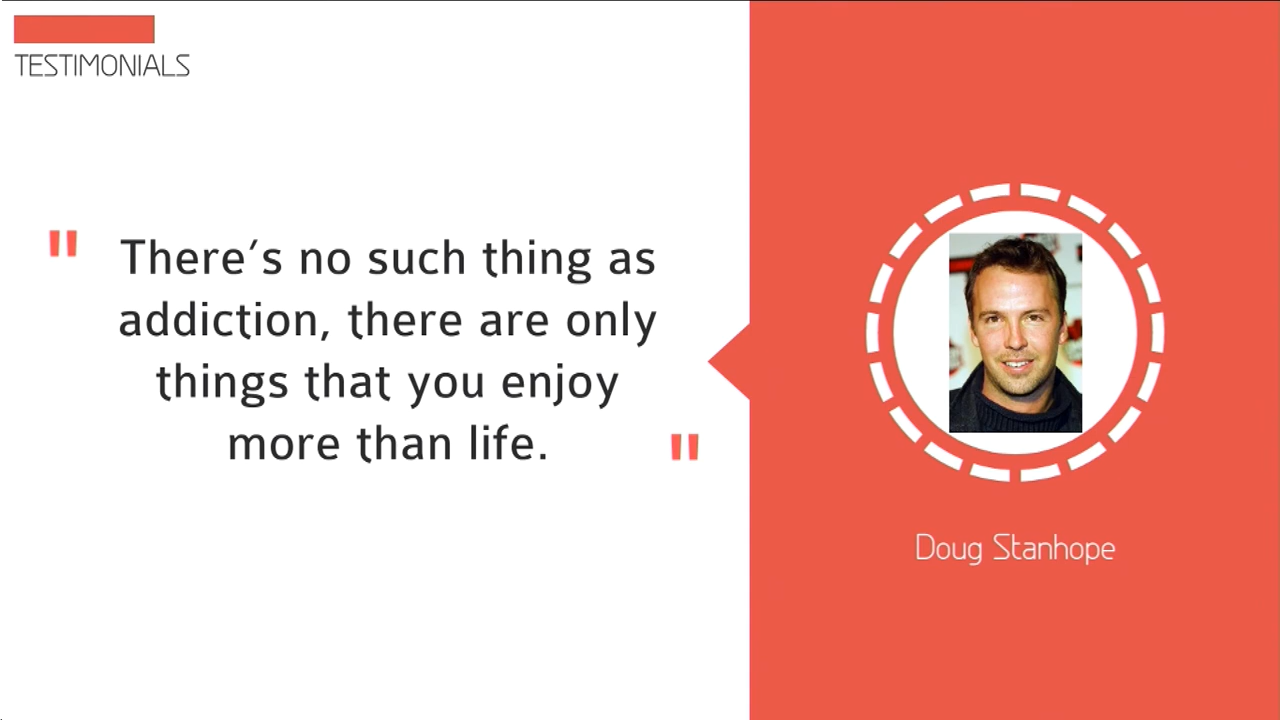 TESTIMONIALS
" There's no such thing as
addiction, there are only
things that you enjoy
more than life. "
Doug Stanhope